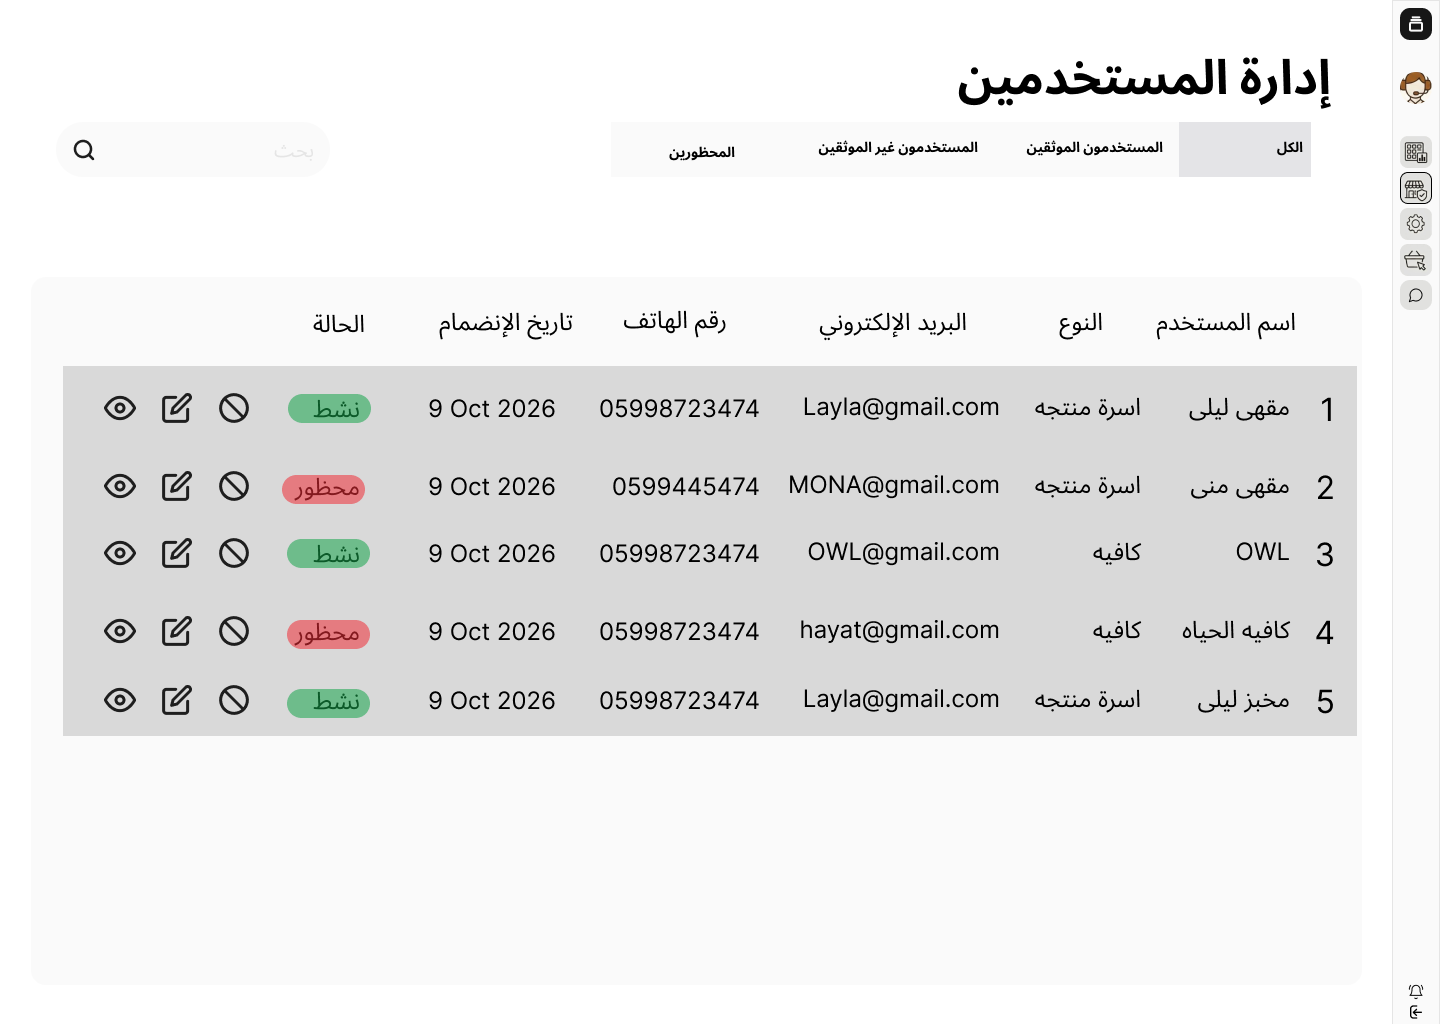 إدارة المستخدمين
الكل المستخدمون الموثقين المستخدمون غير الموثقين المحظورين بحث
اسم المستخدم النوع البريد الإلكتروني رقم الهاتف تاريخ الإنضمام الحالة
1 مقهى ليلى اسرة منتجه Layla@gmail.com 05998723474 9 Oct 2026 نشط
2 مقهى منى اسرة منتجه MONA@gmail.com 0599445474 9 Oct 2026 محظور
3 OWL كافيه OWL@gmail.com 05998723474 9 Oct 2026 نشط
4 كافيه الحياه كافيه hayat@gmail.com 05998723474 9 Oct 2026 محظور
5 مخبز ليلى اسرة منتجه Layla@gmail.com 05998723474 9 Oct 2026 نشط